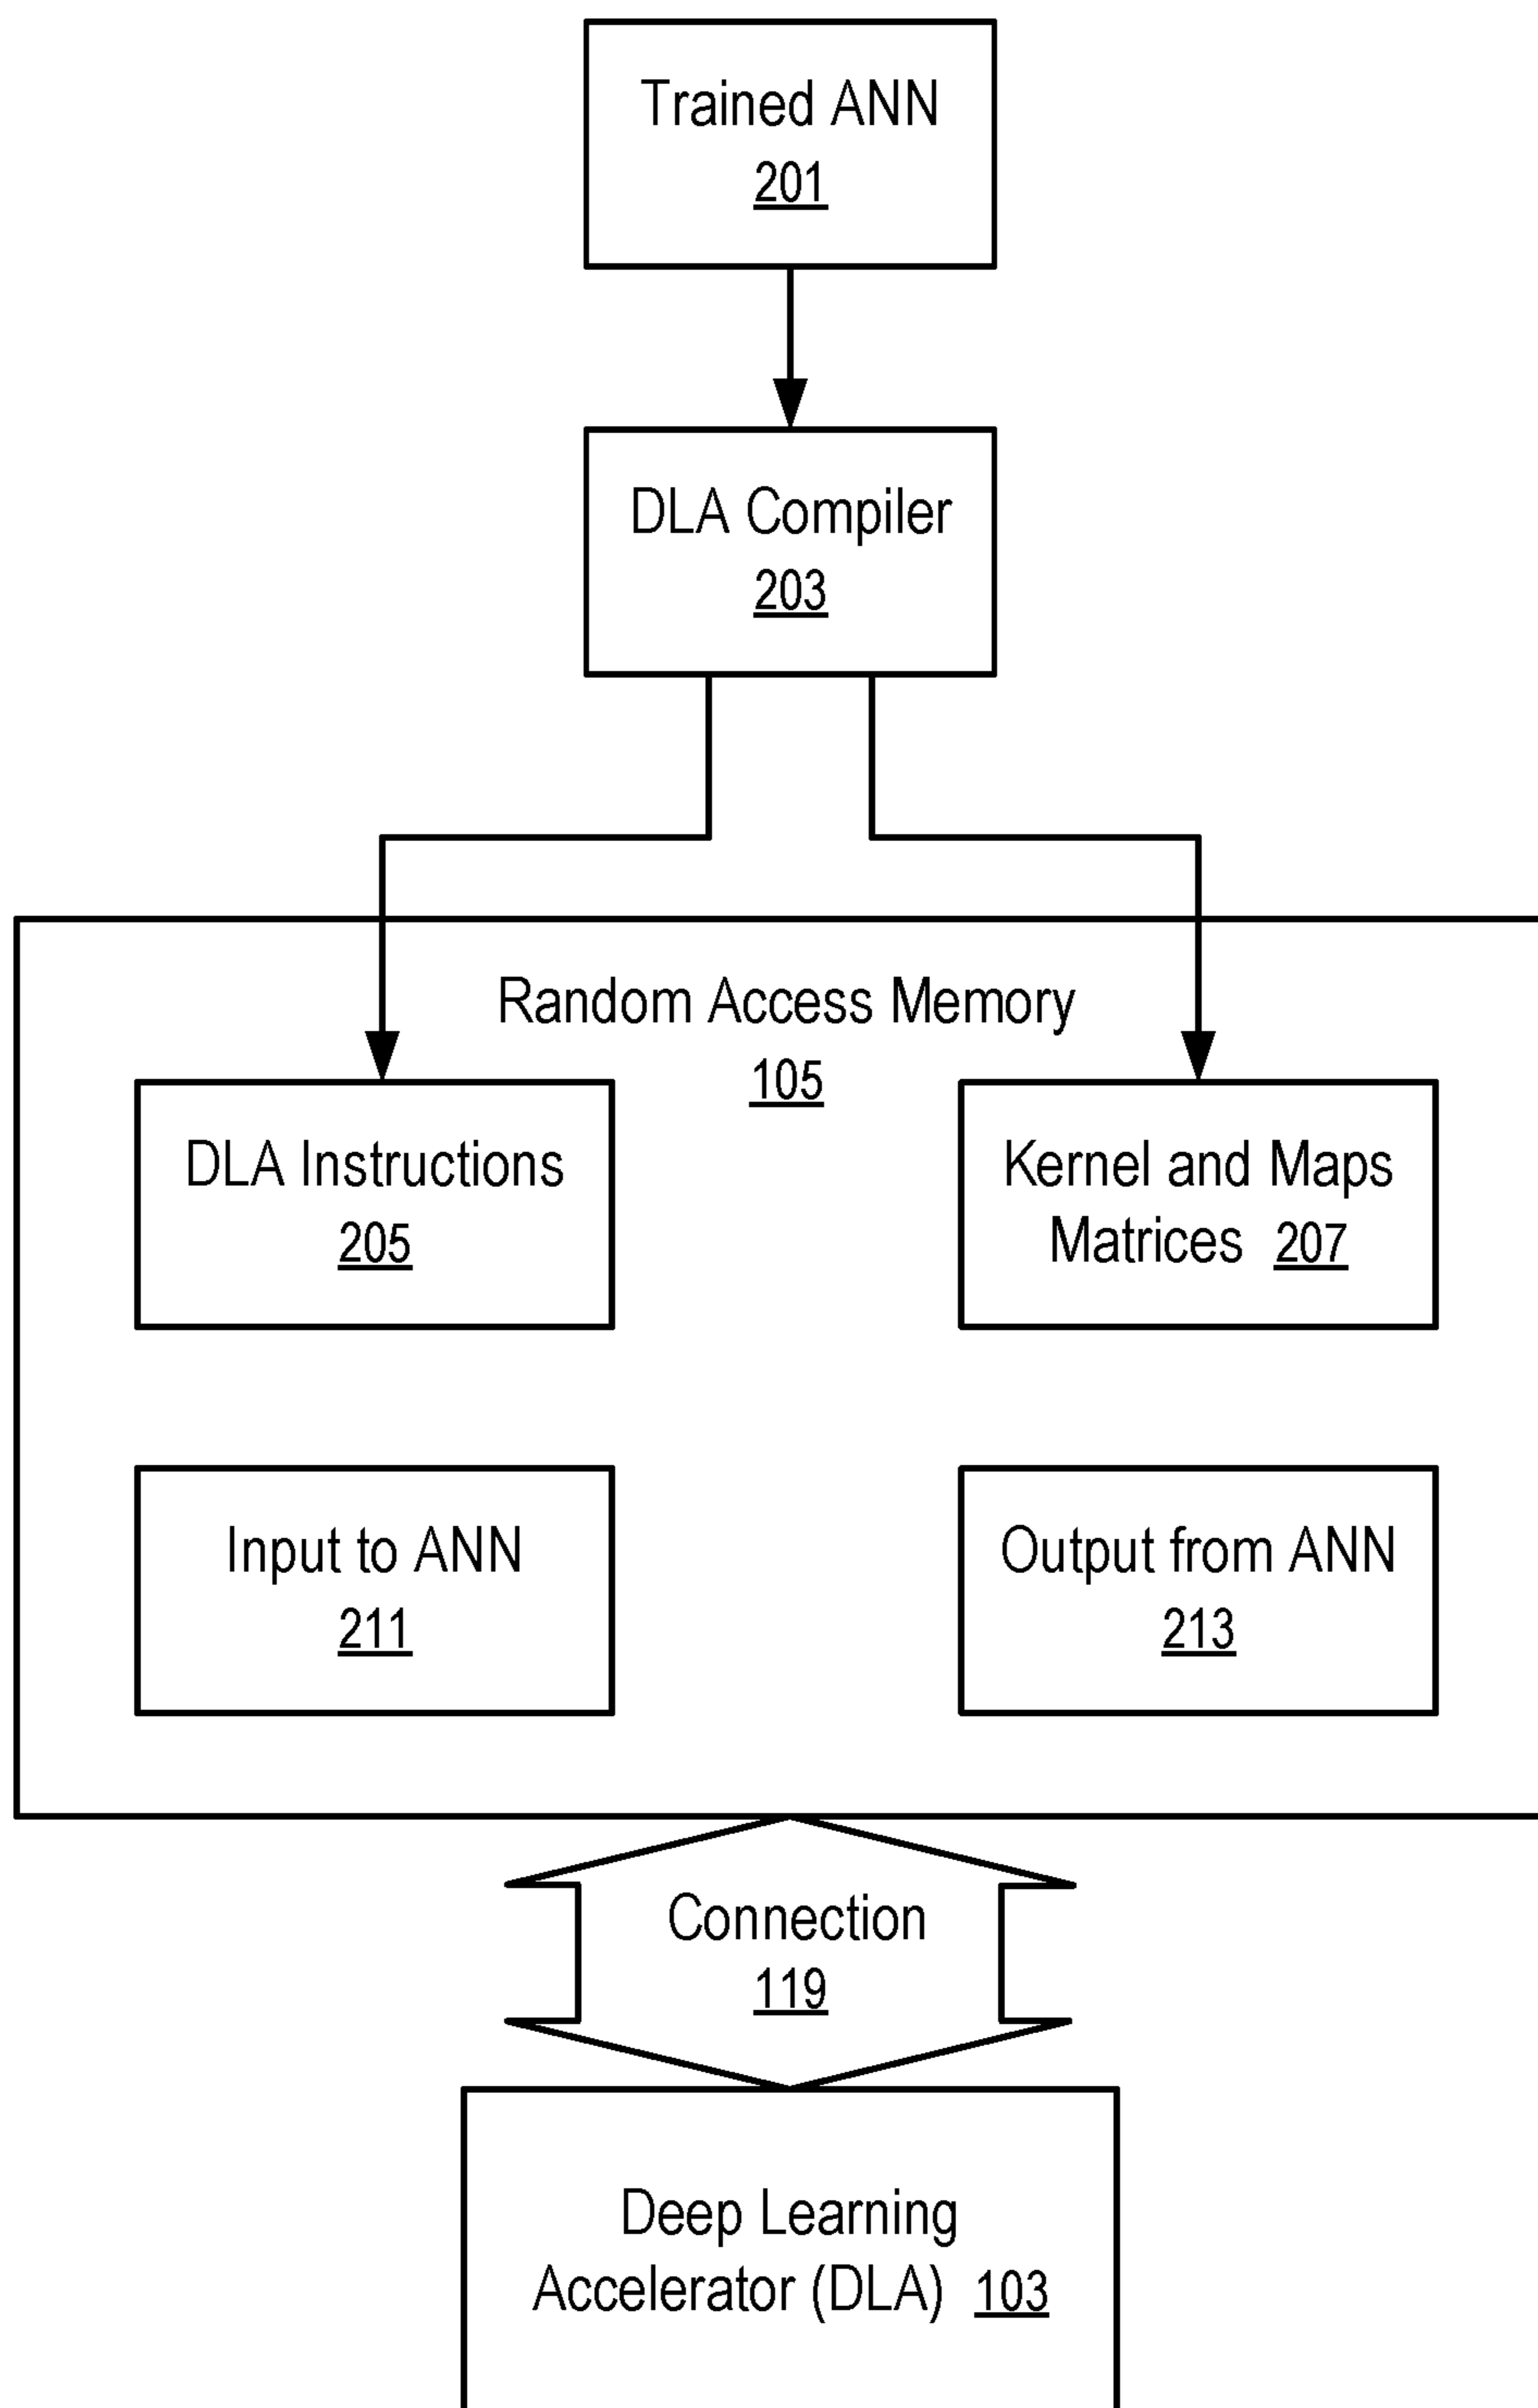 Trained ANN
201
DLA Compiler
203
Random Access Memory
105
DLA Instructions
205
Kernel and Maps
Matrices 207
Input to ANN
211
Output from ANN
213
Connection
119
Deep Learning
Accelerator (DLA) 103